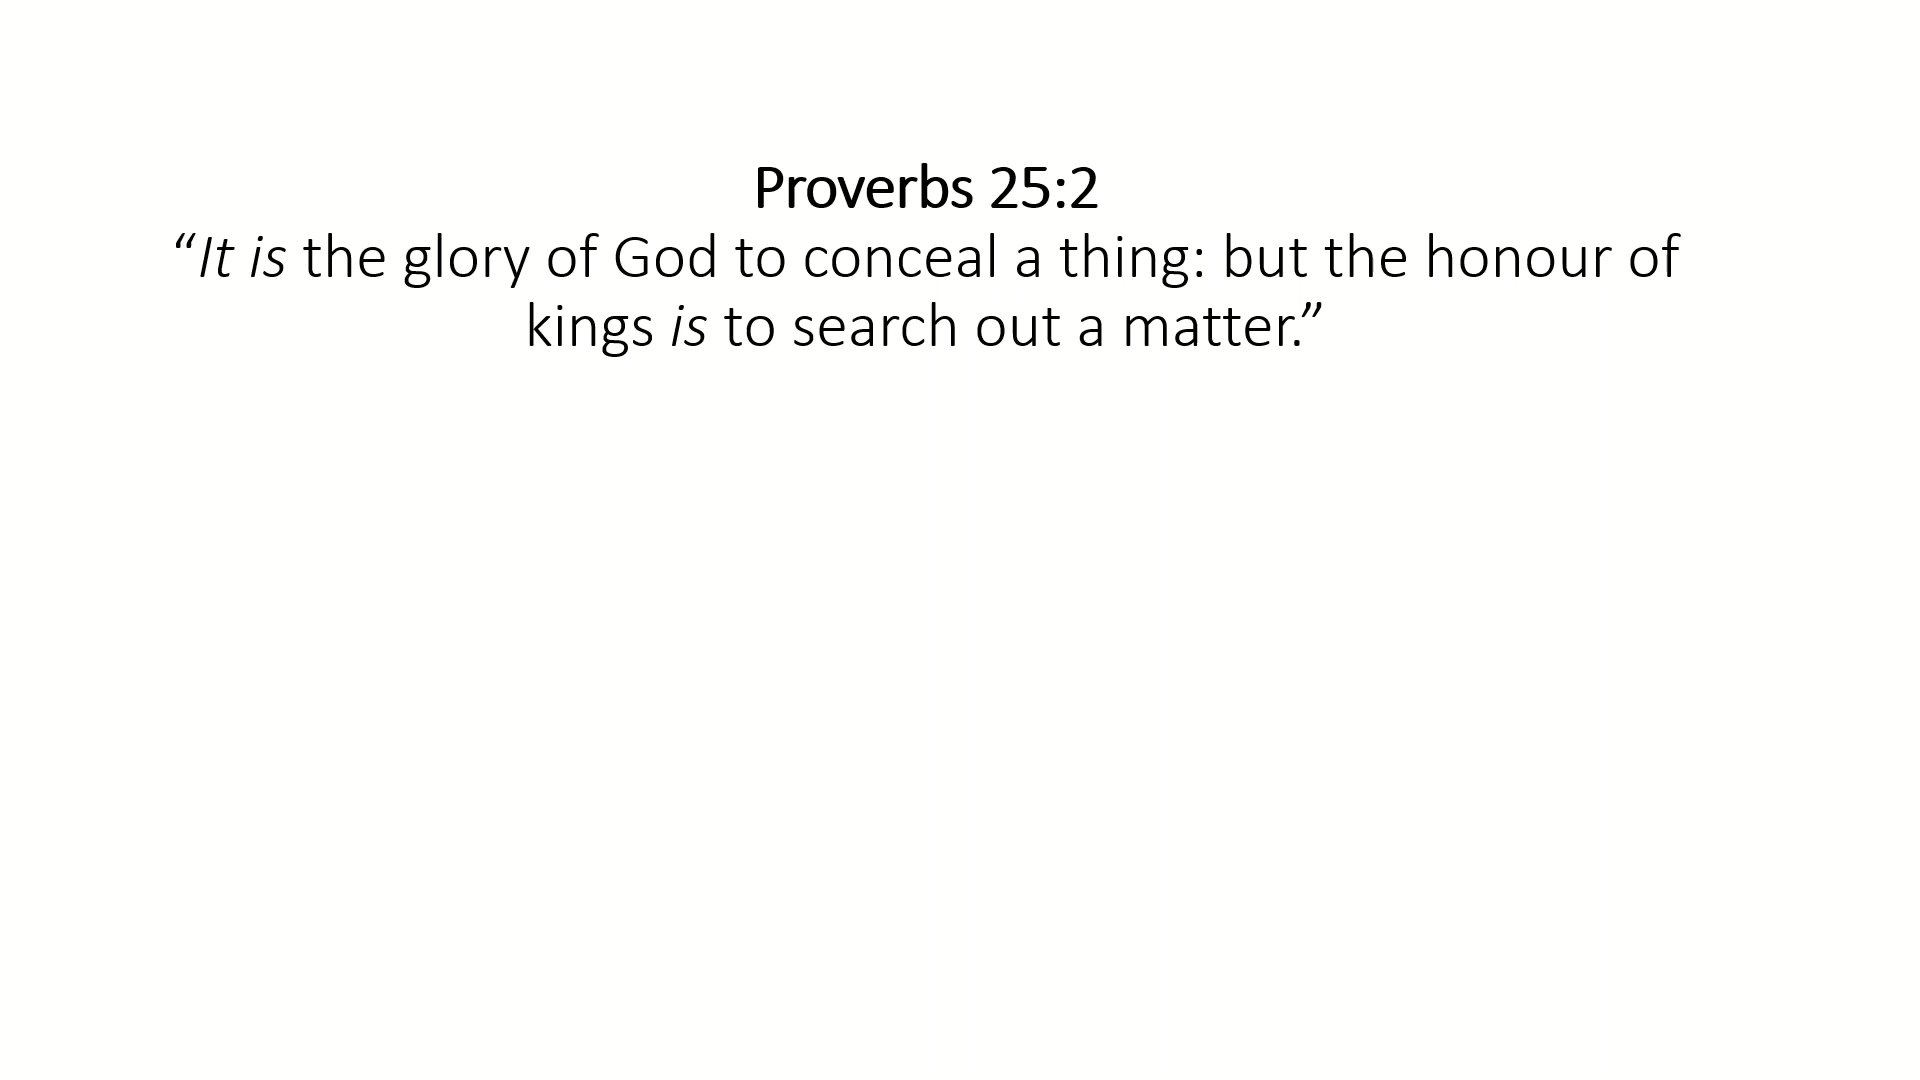 Proverbs 25:2
“It is the glory of God to conceal a thing: but the honour of
kings is to search out a matter.”